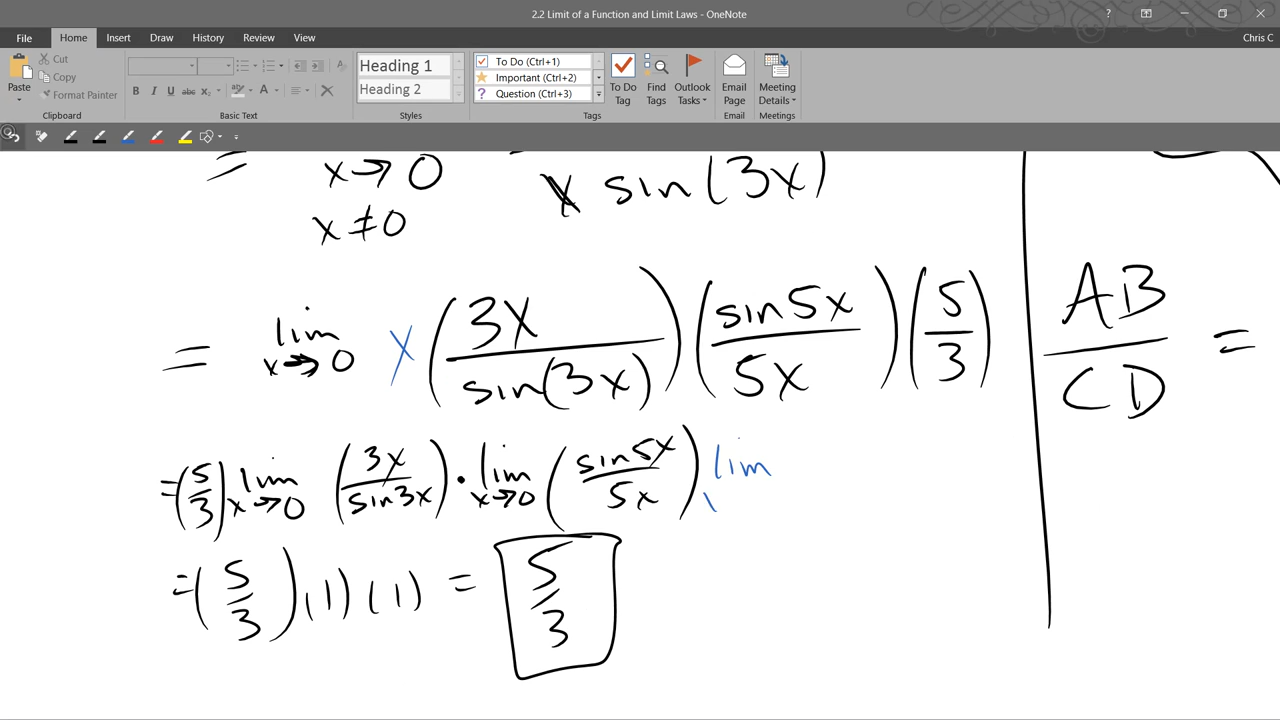 2.2 Limit of a Function and Limit Laws - OneNote
File Home Insert Draw History Review View Chris C
Paste
Cut
Copy
Format Painter
Clipboard
B I U abc x₂ A
Basic Text
Heading 1
Heading 2
Styles
To Do (Ctrl+1)
Important (Ctrl+2)
Question (Ctrl+3)
To Do Tag
Find Tags
Outlook Tasks
Tags
Email Page
Email
Meeting Details
Meetings
= x→0 x sin(3x)
x≠0
= lim x→0 x (3x/sin(3x)) (sin5x/5x) (5/3)
AB/CD =
= (5/3) lim x→0 (3x/sin3x) · lim x→0 (sin5x/5x) lim
= (5/3) (1) (1) = 5/3